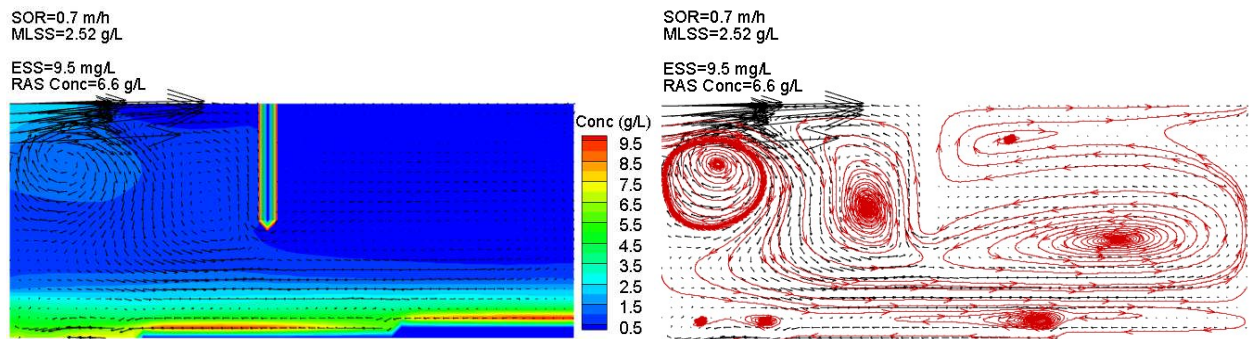 SOR=0.7 m/h
MLSS=2.52 g/L
ESS=9.5 mg/L
RAS Conc=6.6 g/L
Conc (g/L)
9.5
8.5
7.5
6.5
5.5
4.5
3.5
2.5
1.5
0.5
SOR=0.7 m/h
MLSS=2.52 g/L
ESS=9.5 mg/L
RAS Conc=6.6 g/L